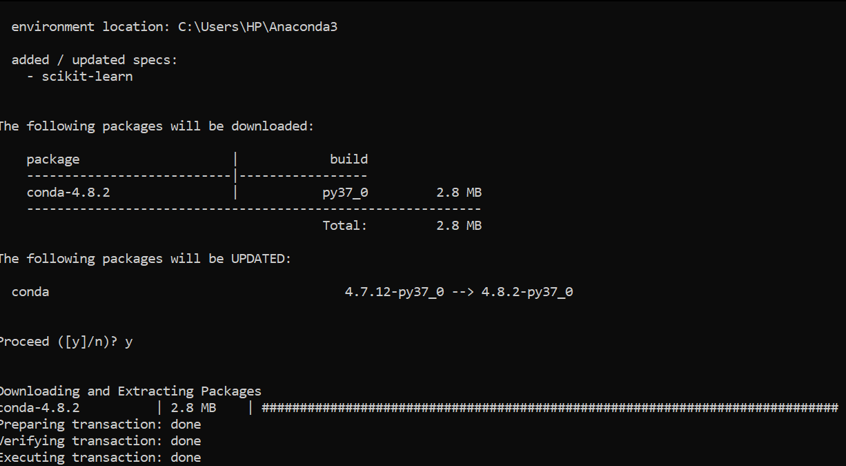 environment location: C:\Users\HP\Anaconda3
added / updated specs:
- scikit-learn
The following packages will be downloaded:
package | build
---------------------------|-----------------
conda-4.8.2 | py37_0 2.8 MB
------------------------------------------------------------
Total: 2.8 MB
The following packages will be UPDATED:
conda 4.7.12-py37_0 --> 4.8.2-py37_0
Proceed ([y]/n)? y
Downloading and Extracting Packages
conda-4.8.2 | 2.8 MB | ############################################################################
Preparing transaction: done
Verifying transaction: done
Executing transaction: done